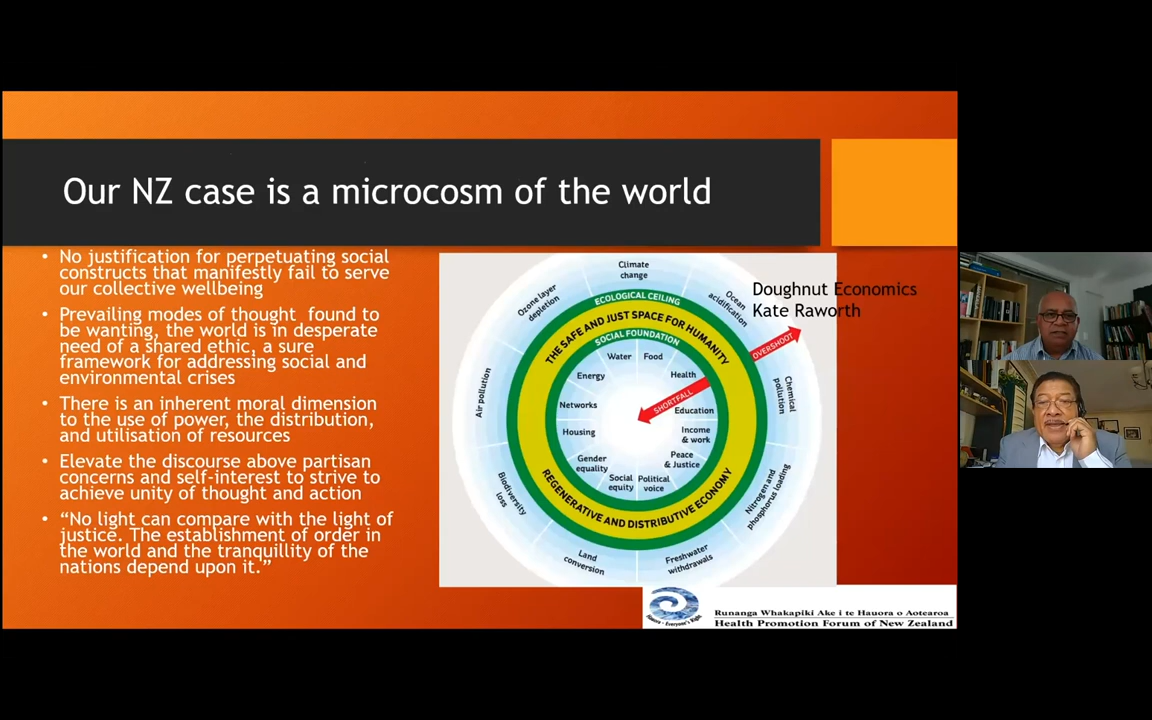 Our NZ case is a microcosm of the world
• No justification for perpetuating social
constructs that manifestly fail to serve
our collective wellbeing
• Prevailing modes of thought found to
be wanting, the world is in desperate
need of a shared ethic, a sure
framework for addressing social and
environmental crises
• There is an inherent moral dimension
to the use of power, the distribution,
and utilisation of resources
• Elevate the discourse above partisan
concerns and self-interest to strive to
achieve unity of thought and action
• “No light can compare with the light of
justice. The establishment of order in
the world and the tranquillity of the
nations depend upon it.”
Doughnut Economics
Kate Raworth
Climate
change
Ocean
acidification
Chemical
pollution
Nitrogen and
phosphorus loading
Freshwater
withdrawals
Land
conversion
Biodiversity
loss
Air pollution
Ozone layer
depletion
ECOLOGICAL CEILING
THE SAFE AND JUST SPACE FOR HUMANITY
SOCIAL FOUNDATION
OVERSHOOT
SHORTFALL
Water
Food
Health
Education
Income
& work
Peace
& Justice
Political
voice
Social
equity
Gender
equality
Housing
Networks
Energy
REGENERATIVE AND DISTRIBUTIVE ECONOMY
Hauora - Everyone's Right
Runanga Whakapiki Ake i te Hauora o Aotearoa
Health Promotion Forum of New Zealand